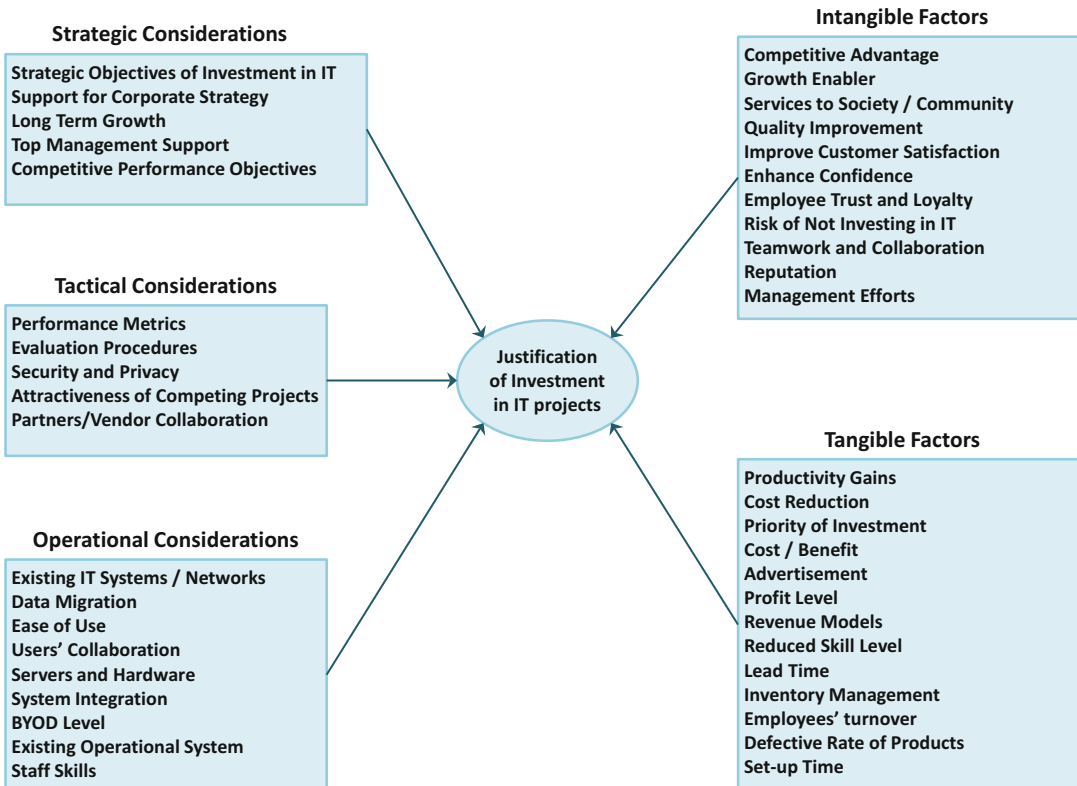 Strategic Considerations
Strategic Objectives of Investment in IT
Support for Corporate Strategy
Long Term Growth
Top Management Support
Competitive Performance Objectives
Tactical Considerations
Performance Metrics
Evaluation Procedures
Security and Privacy
Attractiveness of Competing Projects
Partners/Vendor Collaboration
Operational Considerations
Existing IT Systems / Networks
Data Migration
Ease of Use
Users’ Collaboration
Servers and Hardware
System Integration
BYOD Level
Existing Operational System
Staff Skills
Justification
of Investment
in IT projects
Intangible Factors
Competitive Advantage
Growth Enabler
Services to Society / Community
Quality Improvement
Improve Customer Satisfaction
Enhance Confidence
Employee Trust and Loyalty
Risk of Not Investing in IT
Teamwork and Collaboration
Reputation
Management Efforts
Tangible Factors
Productivity Gains
Cost Reduction
Priority of Investment
Cost / Benefit
Advertisement
Profit Level
Revenue Models
Reduced Skill Level
Lead Time
Inventory Management
Employees’ turnover
Defective Rate of Products
Set-up Time